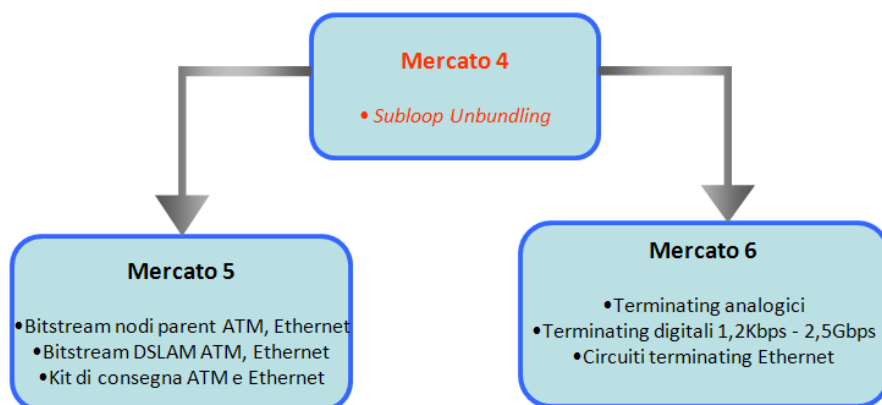 Mercato 4
• Subloop Unbundling
Mercato 5
•Bitstream nodi parent ATM, Ethernet
•Bitstream DSLAM ATM, Ethernet
•Kit di consegna ATM e Ethernet
Mercato 6
•Terminating analogici
•Terminating digitali 1,2Kbps - 2,5Gbps
•Circuiti terminating Ethernet